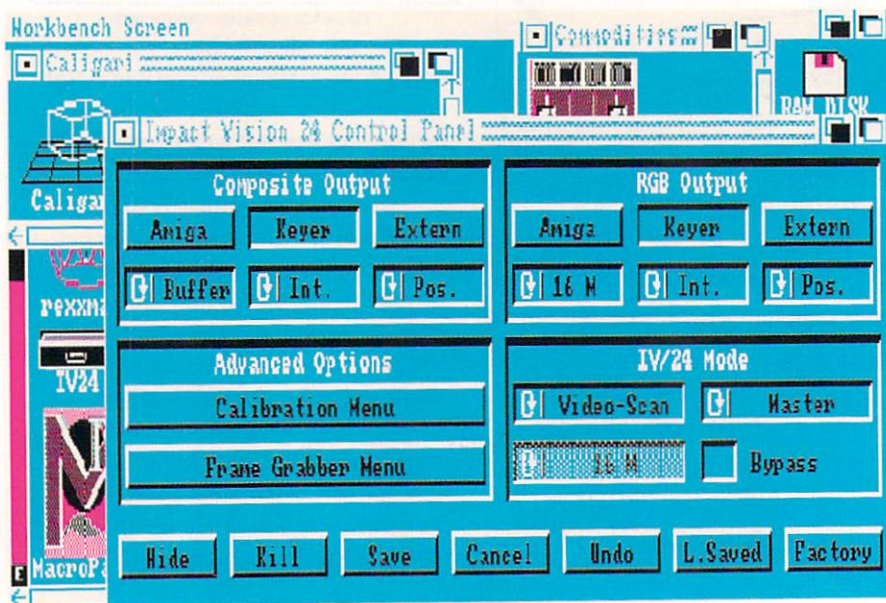 Workbench Screen
Caligari
Commodities
RAM DISK
Impact Vision 24 Control Panel
Caligar
Composite Output
Amiga
Keyer
Extern
Buffer
Int.
Pos.
RGB Output
Amiga
Keyer
Extern
16 M
Int.
Pos.
rexxma
IV24
MacroPa
E
Advanced Options
Calibration Menu
Frame Grabber Menu
IV/24 Mode
Video-Scan
Master
16 M
Bypass
Hide
Kill
Save
Cancel
Undo
L.Saved
Factory